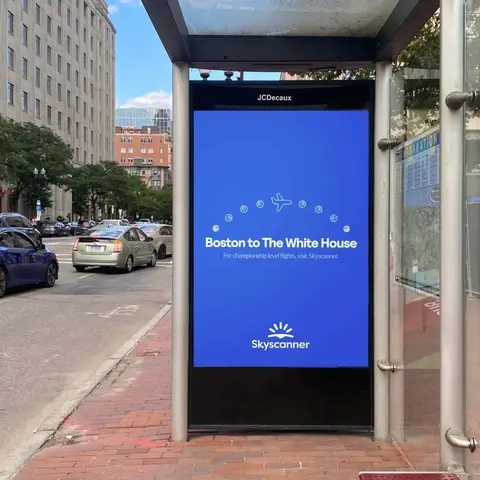 JCDecaux
Boston to The White House
For championship level flights, visit Skyscanner.
Skyscanner